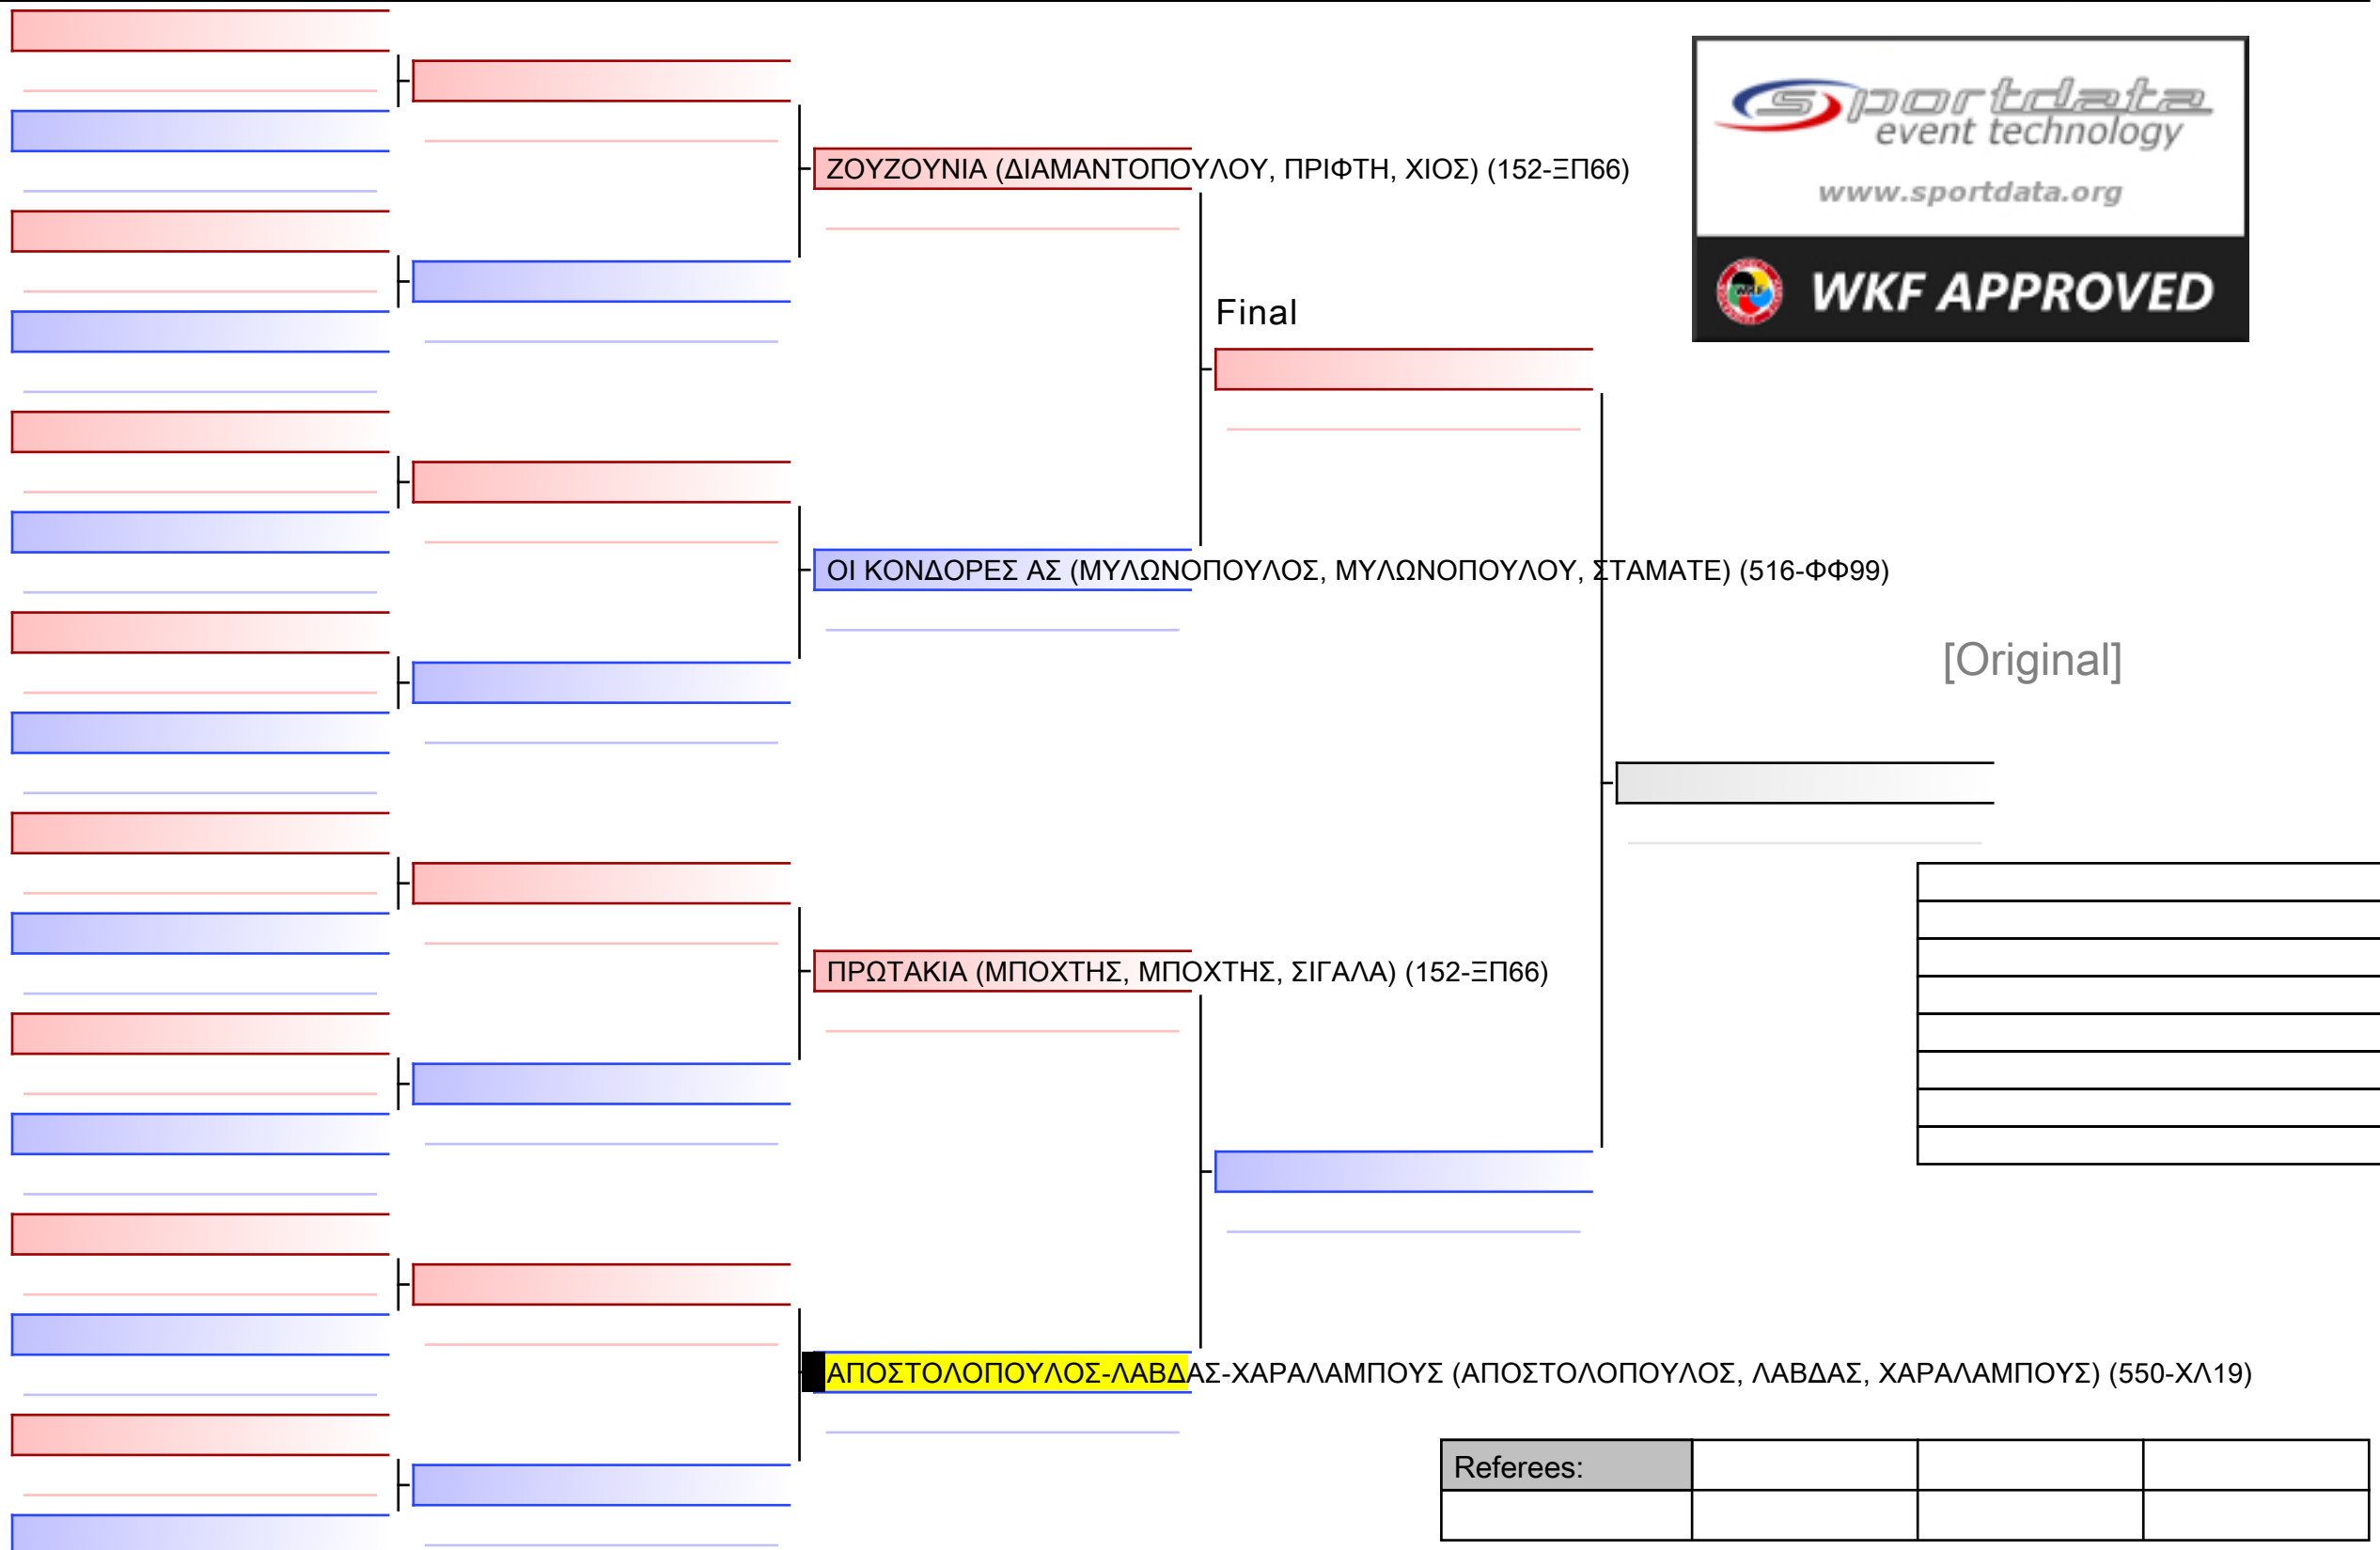 sportdata
event technology
www.sportdata.org
WKF APPROVED
ΖΟΥΖΟΥΝΙΑ (ΔΙΑΜΑΝΤΟΠΟΥΛΟΥ, ΠΡΙΦΤΗ, ΧΙΟΣ) (152-ΞΠ66)
Final
ΟΙ ΚΟΝΔΟΡΕΣ ΑΣ (ΜΥΛΩΝΟΠΟΥΛΟΣ, ΜΥΛΩΝΟΠΟΥΛΟΥ, ΣΤΑΜΑΤΕ) (516-ΦΦ99)
[Original]
ΠΡΩΤΑΚΙΑ (ΜΠΟΧΤΗΣ, ΜΠΟΧΤΗΣ, ΣΙΓΑΛΑ) (152-ΞΠ66)
ΑΠΟΣΤΟΛΟΠΟΥΛΟΣ-ΛΑΒΔΑΣ-ΧΑΡΑΛΑΜΠΟΥΣ (ΑΠΟΣΤΟΛΟΠΟΥΛΟΣ, ΛΑΒΔΑΣ, ΧΑΡΑΛΑΜΠΟΥΣ) (550-ΧΛ19)
Referees: